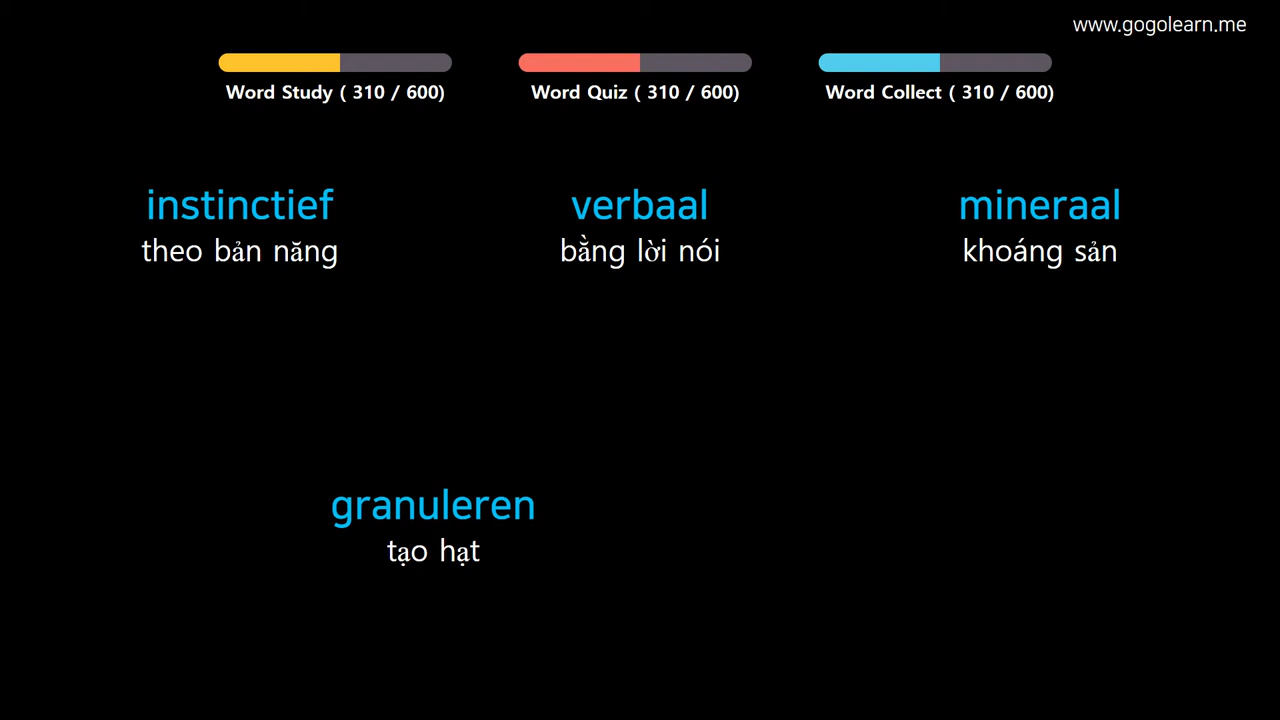 www.gogolearn.me
Word Study ( 310 / 600)
Word Quiz ( 310 / 600)
Word Collect ( 310 / 600)
instinctief
theo bản năng
verbaal
bằng lời nói
mineraal
khoáng sản
granuleren
tạo hạt